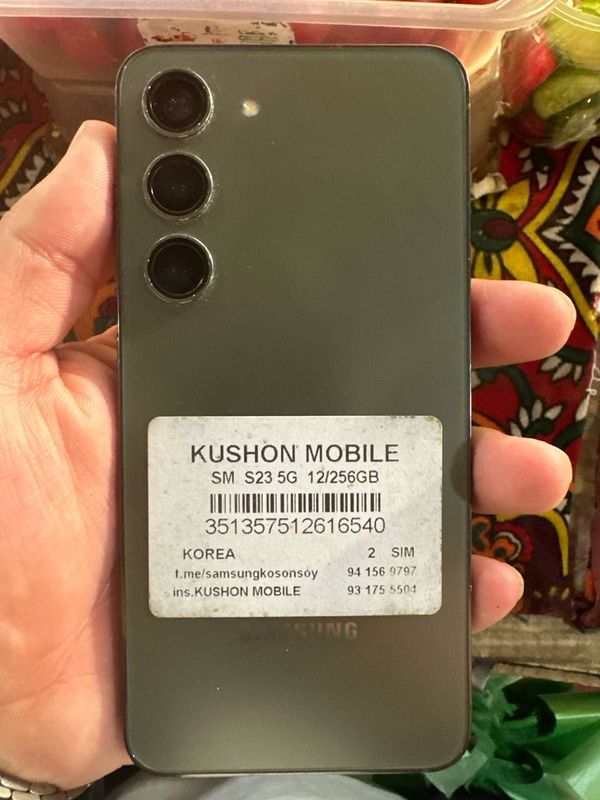 KUSHON MOBILE
SM S23 5G 12/256GB
351357512616540
KOREA 2 SIM
t.me/samsungkosonsoy 94 156 9797
ins.KUSHON MOBILE 93 175 5504
SAMSUNG